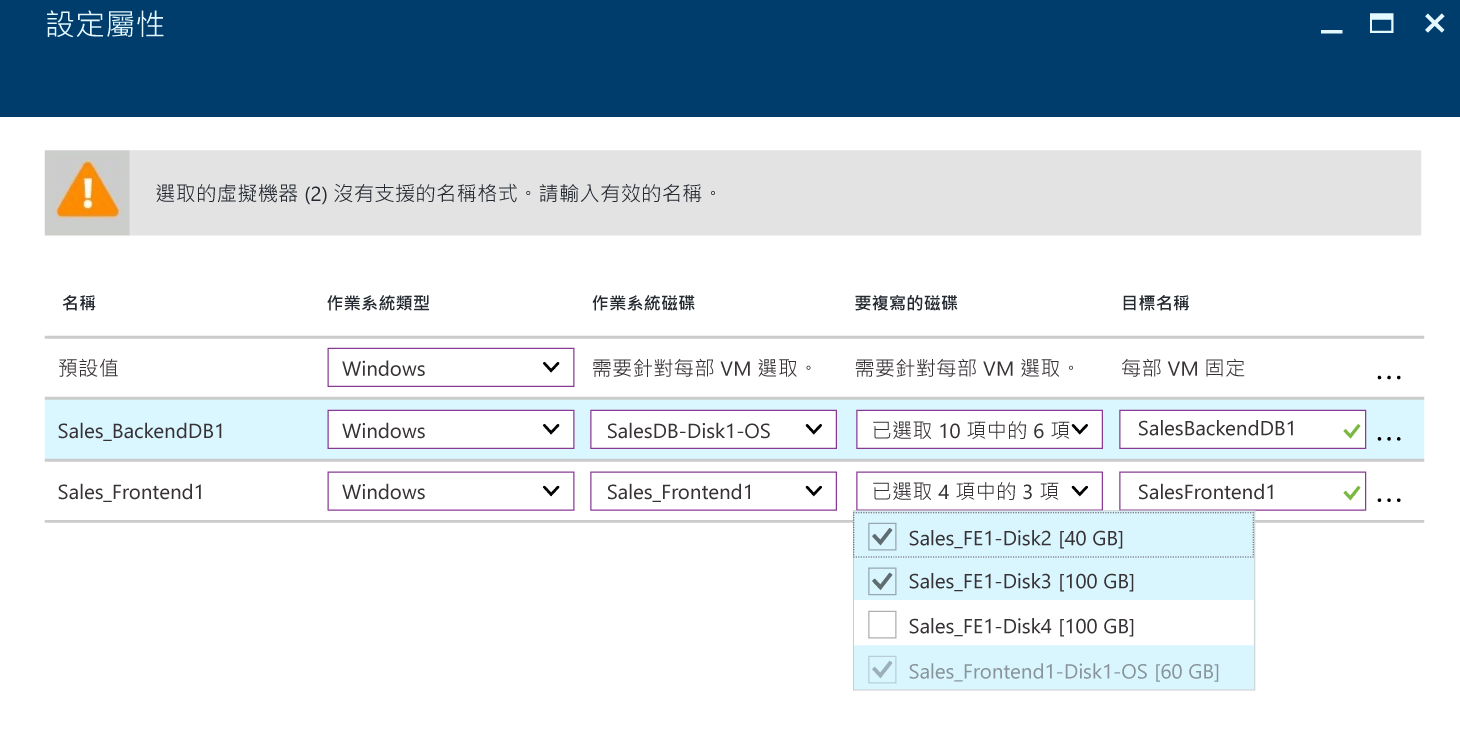 設定屬性
選取的虛擬機器 (2) 沒有支援的名稱格式。請輸入有效的名稱。
名稱 作業系統類型 作業系統磁碟 要複寫的磁碟 目標名稱
預設值 Windows 需要針對每部 VM 選取。 需要針對每部 VM 選取。 每部 VM 固定 ...
Sales_BackendDB1 Windows SalesDB-Disk1-OS 已選取 10 項中的 6 項 SalesBackendDB1 ...
Sales_Frontend1 Windows Sales_Frontend1 已選取 4 項中的 3 項 SalesFrontend1 ...
Sales_FE1-Disk2 [40 GB]
Sales_FE1-Disk3 [100 GB]
Sales_FE1-Disk4 [100 GB]
Sales_Frontend1-Disk1-OS [60 GB]